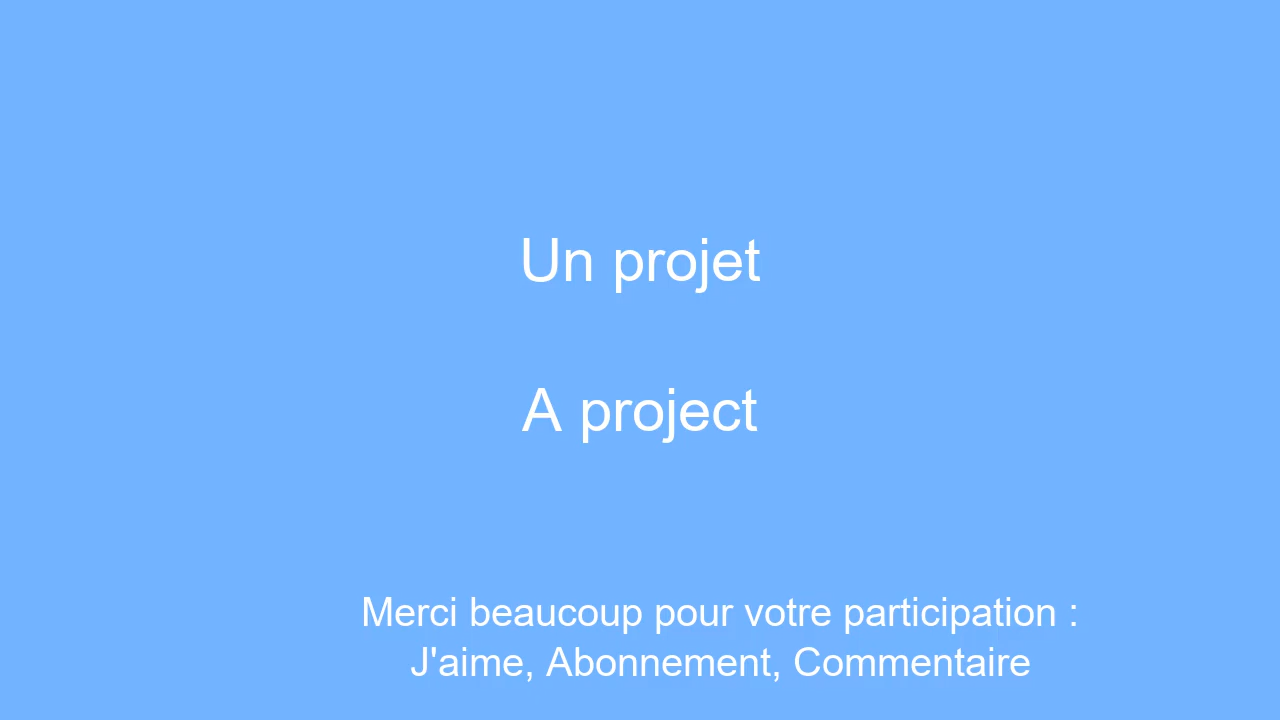 Un projet
A project
Merci beaucoup pour votre participation :
J'aime, Abonnement, Commentaire